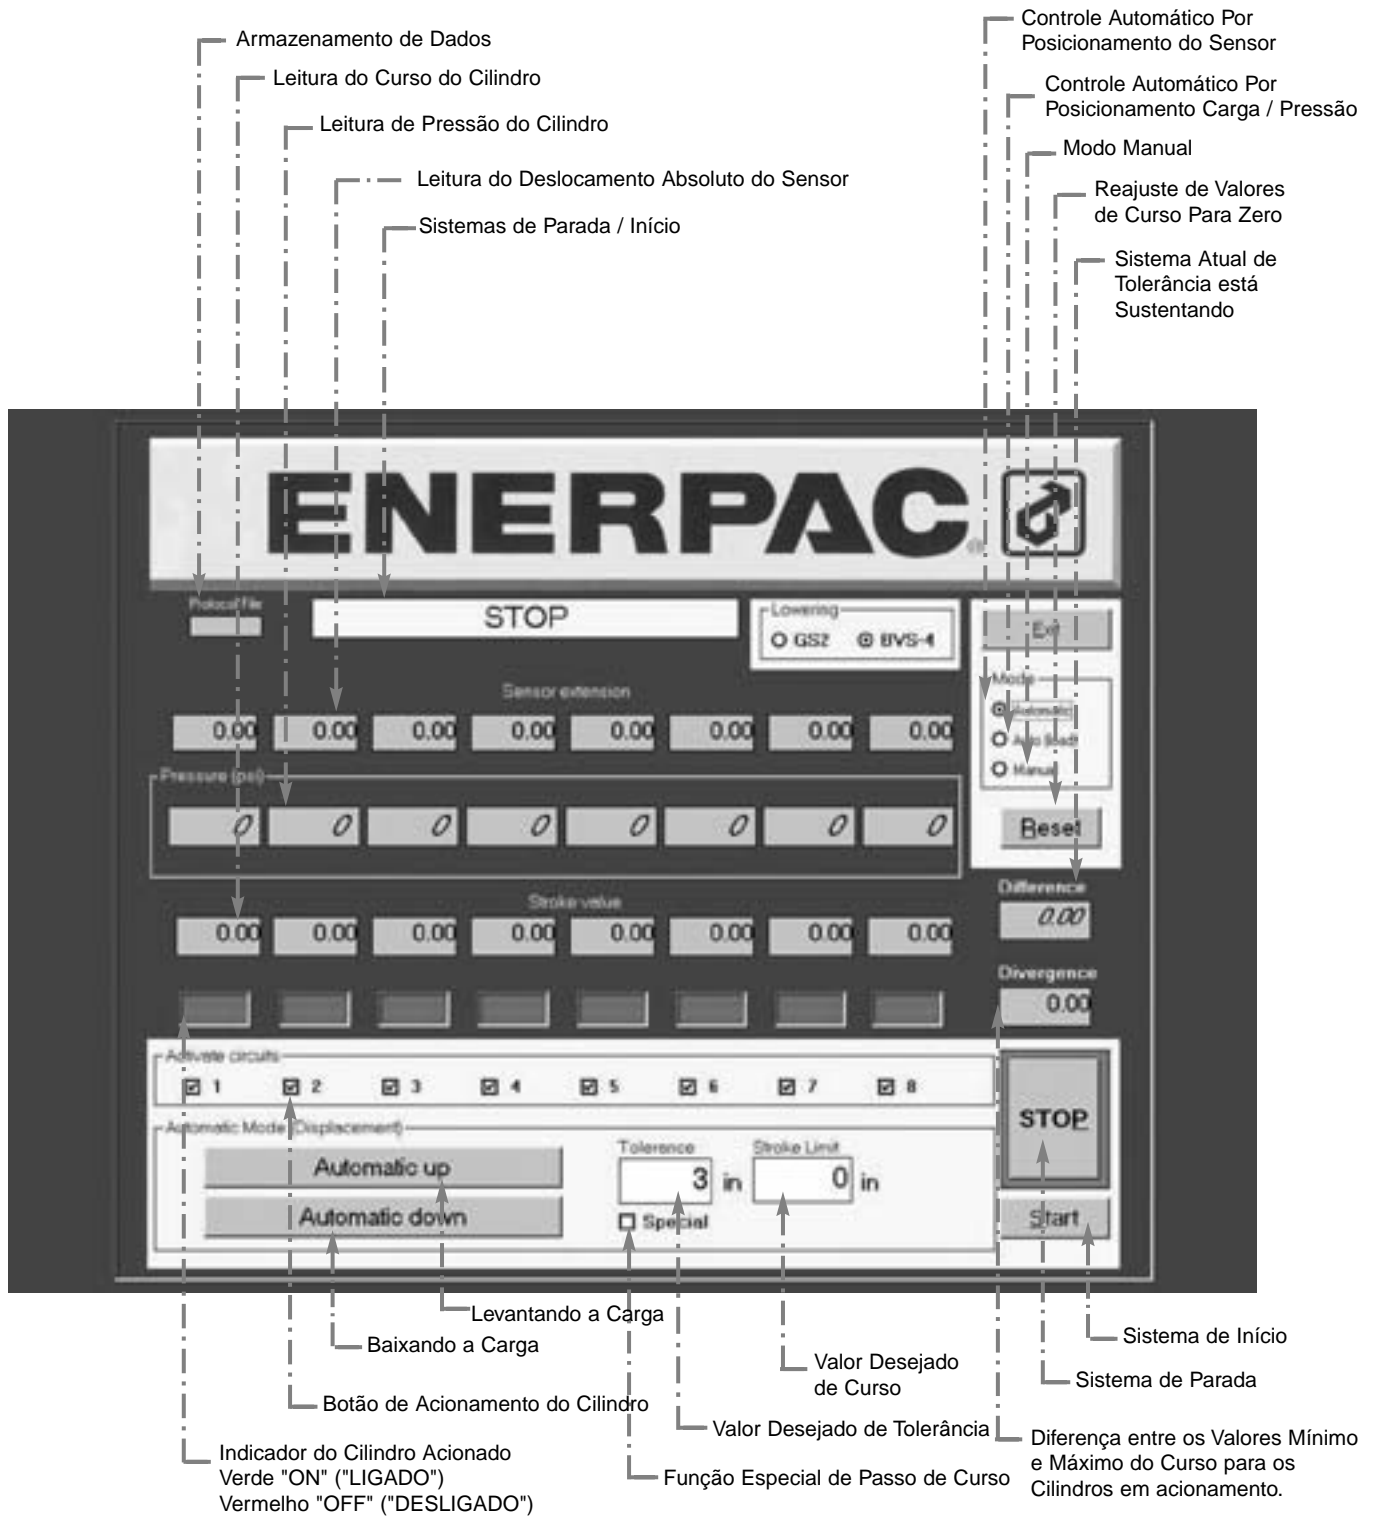 Controle Automático Por
Posicionamento do Sensor
Armazenamento de Dados
Leitura do Curso do Cilindro
Controle Automático Por
Posicionamento Carga / Pressão
Leitura de Pressão do Cilindro
Modo Manual
Leitura do Deslocamento Absoluto do Sensor
Reajuste de Valores
de Curso Para Zero
Sistemas de Parada / Início
Sistema Atual de
Tolerância está
Sustentando
ENERPAC
Protocol File
STOP
Lowering
GS2 BVS-4
Exit
Sensor extension
Mode
Automatic
0.00 0.00 0.00 0.00 0.00 0.00 0.00 0.00
Auto load
Manual
Pressure (psi)
0 0 0 0 0 0 0 0
Reset
Difference
0.00
Stroke value
0.00 0.00 0.00 0.00 0.00 0.00 0.00 0.00
Divergence
0.00
Activate circuits
1 2 3 4 5 6 7 8
STOP
Automatic Mode (Displacement)
Automatic up
Tolerence
3 in
Stroke Limit
0 in
Automatic down
Special
Start
Levantando a Carga
Baixando a Carga
Sistema de Início
Valor Desejado
de Curso
Sistema de Parada
Botão de Acionamento do Cilindro
Valor Desejado de Tolerância
Indicador do Cilindro Acionado
Verde "ON" ("LIGADO")
Vermelho "OFF" ("DESLIGADO")
Função Especial de Passo de Curso
Diferença entre os Valores Mínimo
e Máximo do Curso para os
Cilindros em acionamento.